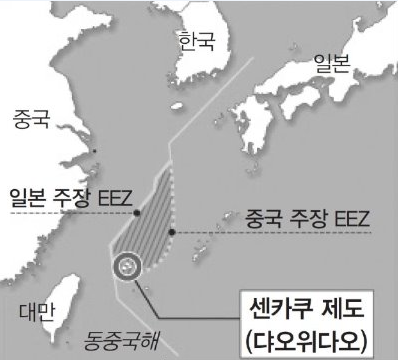 한국
일본
중국
일본 주장 EEZ
중국 주장 EEZ
대만
동중국해
센카쿠 제도
(댜오위다오)